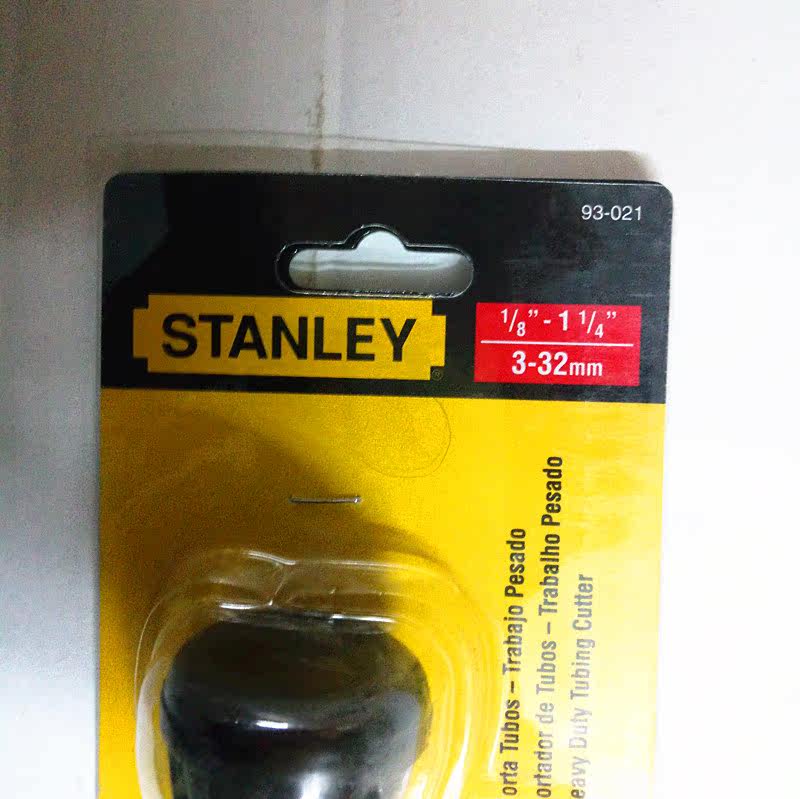 93-021
STANLEY
1/8" - 1 1/4"
3-32mm
orta Tubos – Trabajo Pesado
ortador de Tubos – Trabalho Pesado
eavy Duty Tubing Cutter